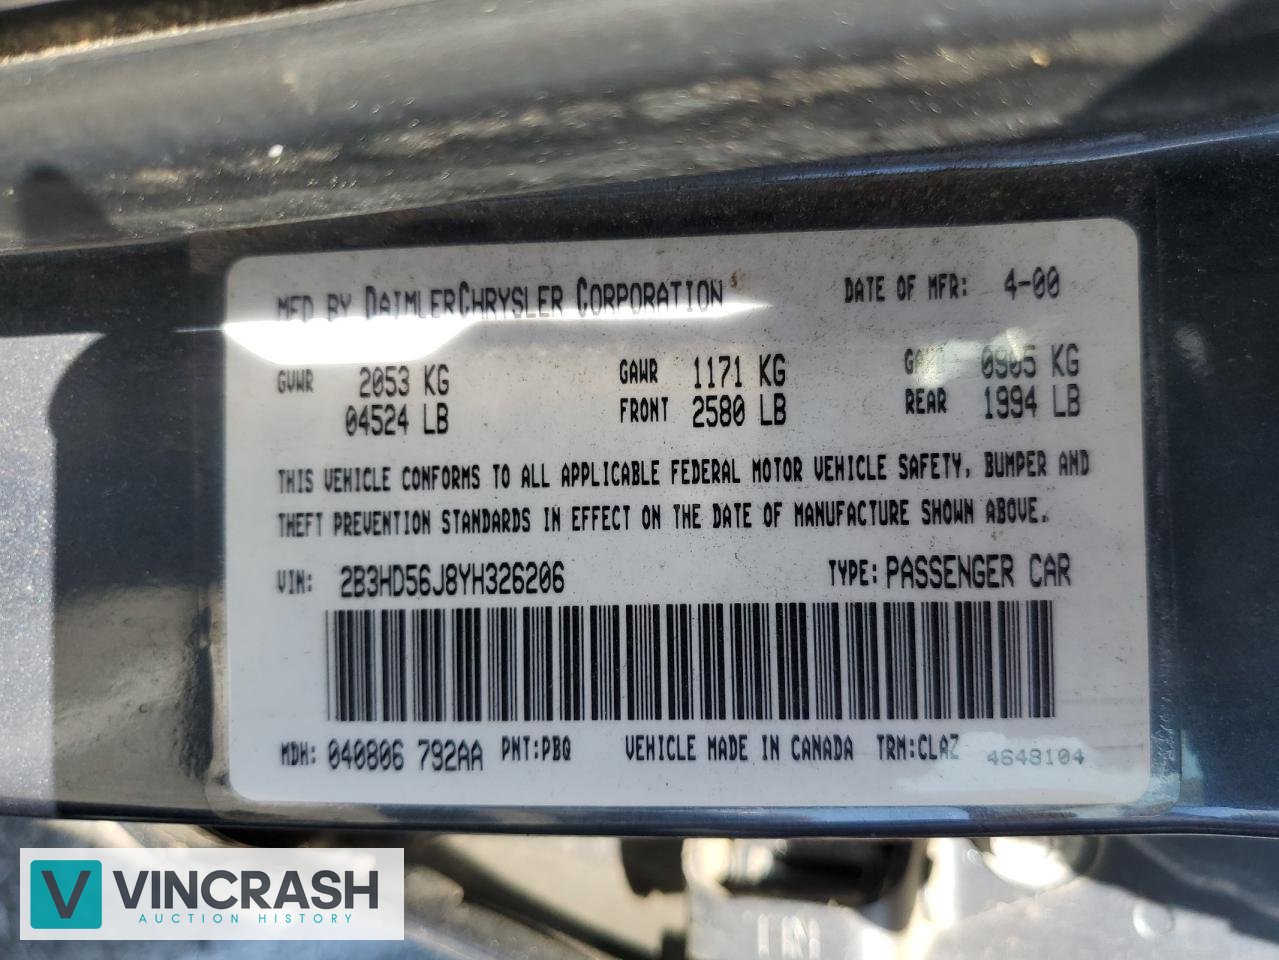 MFD BY DAIMLERCHRYSLER CORPORATION DATE OF MFR: 4-00
GVWR 2053 KG GAWR 1171 KG 0905 KG
04524 LB FRONT 2580 LB REAR 1994 LB
THIS VEHICLE CONFORMS TO ALL APPLICABLE FEDERAL MOTOR VEHICLE SAFETY, BUMPER AND
THEFT PREVENTION STANDARDS IN EFFECT ON THE DATE OF MANUFACTURE SHOWN ABOVE.
VIN: 2B3HD56J8YH326206 TYPE: PASSENGER CAR
MDH: 040806 792AA PNT:PBQ VEHICLE MADE IN CANADA TRM:CLAZ 4648104
V VINCRASH
AUCTION HISTORY